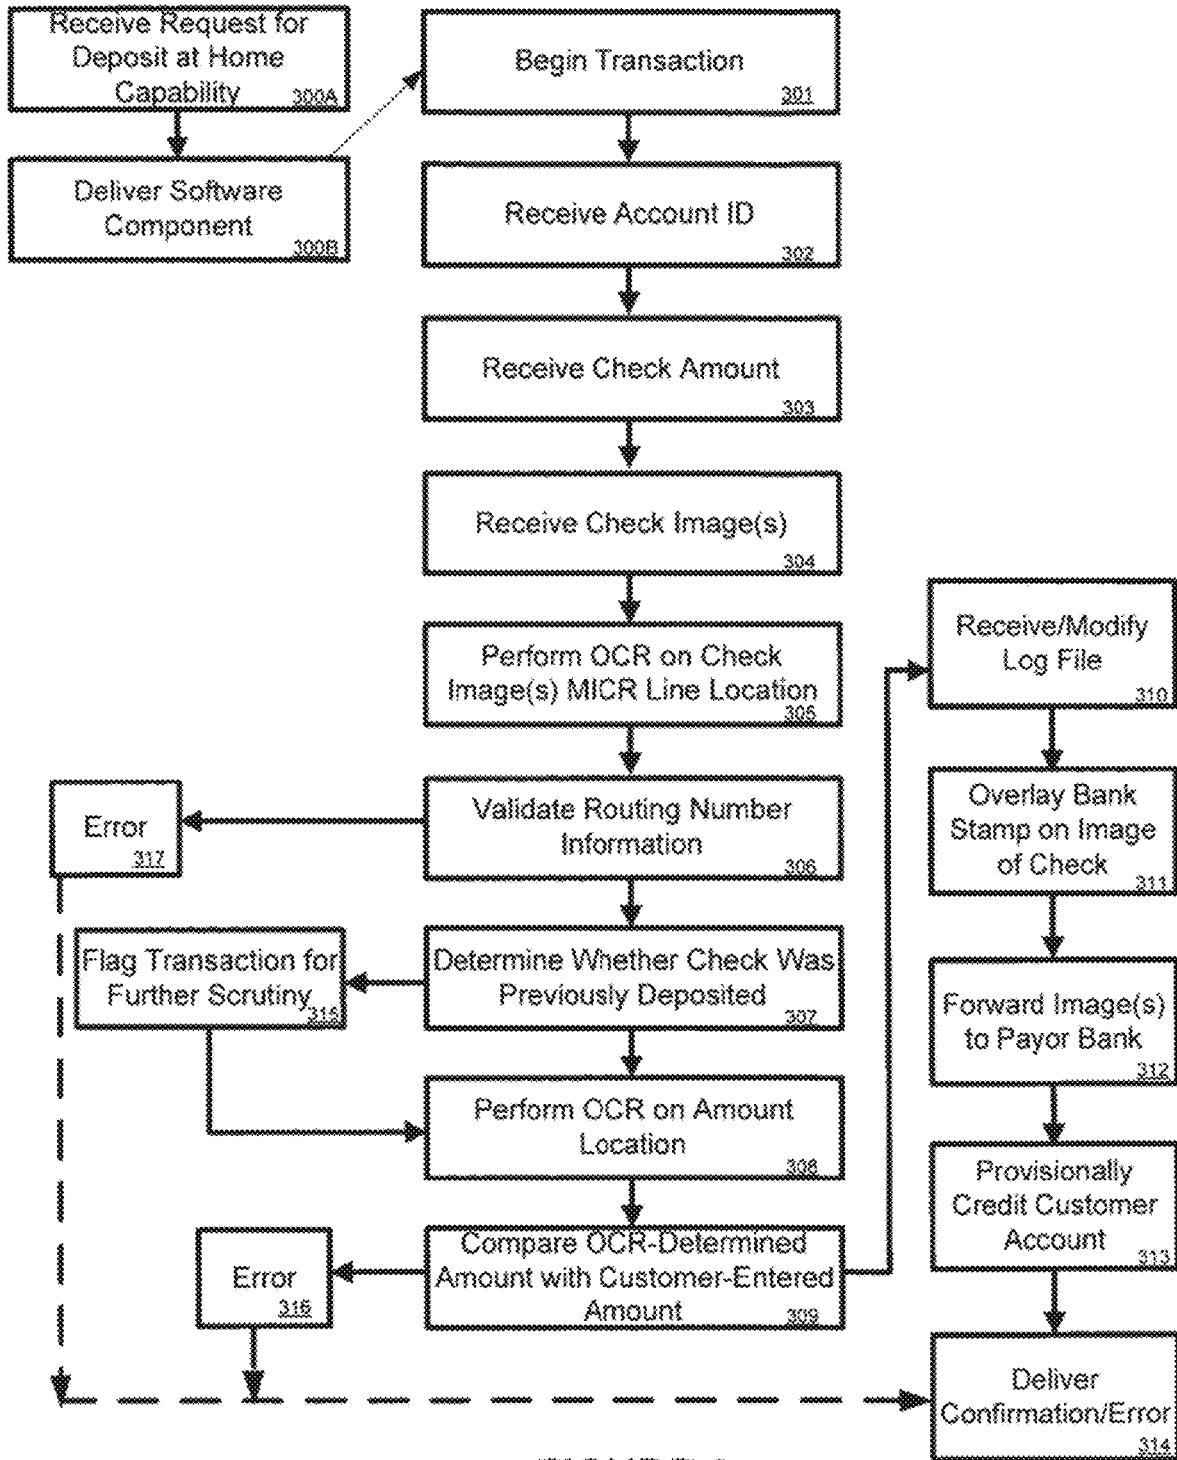 Receive Request for
Deposit at Home
Capability
300A
Deliver Software
Component
300B
Begin Transaction
301
Receive Account ID
302
Receive Check Amount
303
Receive Check Image(s)
304
Perform OCR on Check
Image(s) MICR Line Location
305
Validate Routing Number
Information
306
Error
317
Determine Whether Check Was
Previously Deposited
307
Flag Transaction for
Further Scrutiny
315
Perform OCR on Amount
Location
308
Compare OCR-Determined
Amount with Customer-Entered
Amount
309
Error
316
Receive/Modify
Log File
310
Overlay Bank
Stamp on Image
of Check
311
Forward Image(s)
to Payor Bank
312
Provisionally
Credit Customer
Account
313
Deliver
Confirmation/Error
314